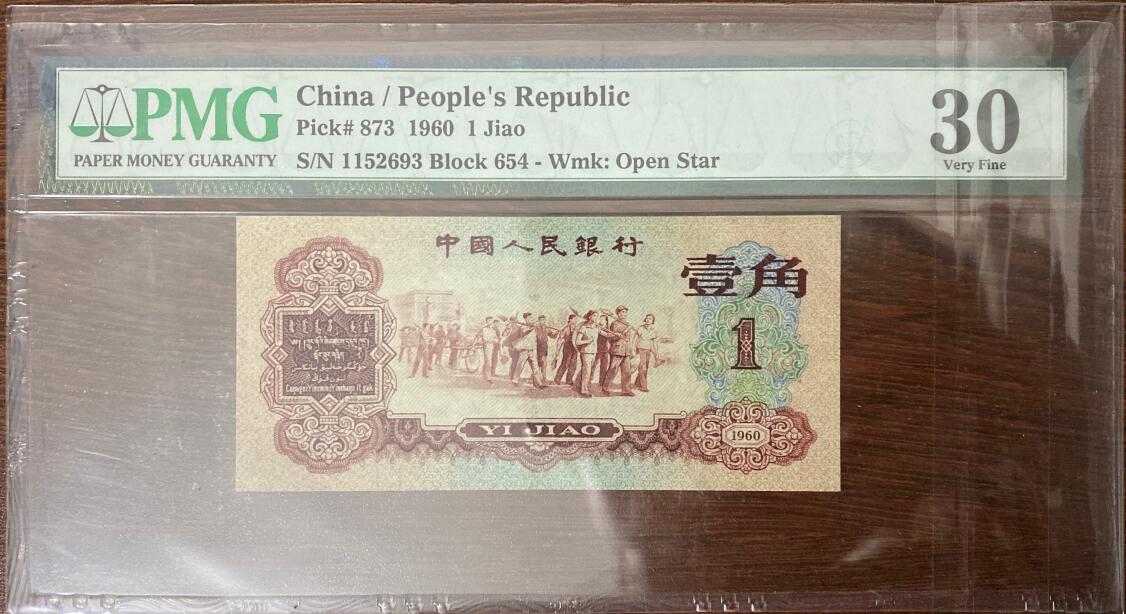 PMG
PAPER MONEY GUARANTY
China / People's Republic
Pick# 873 1960 1 Jiao
S/N 1152693 Block 654 - Wmk: Open Star
30
Very Fine
中國人民銀行
壹角
1
YI JIAO
1960